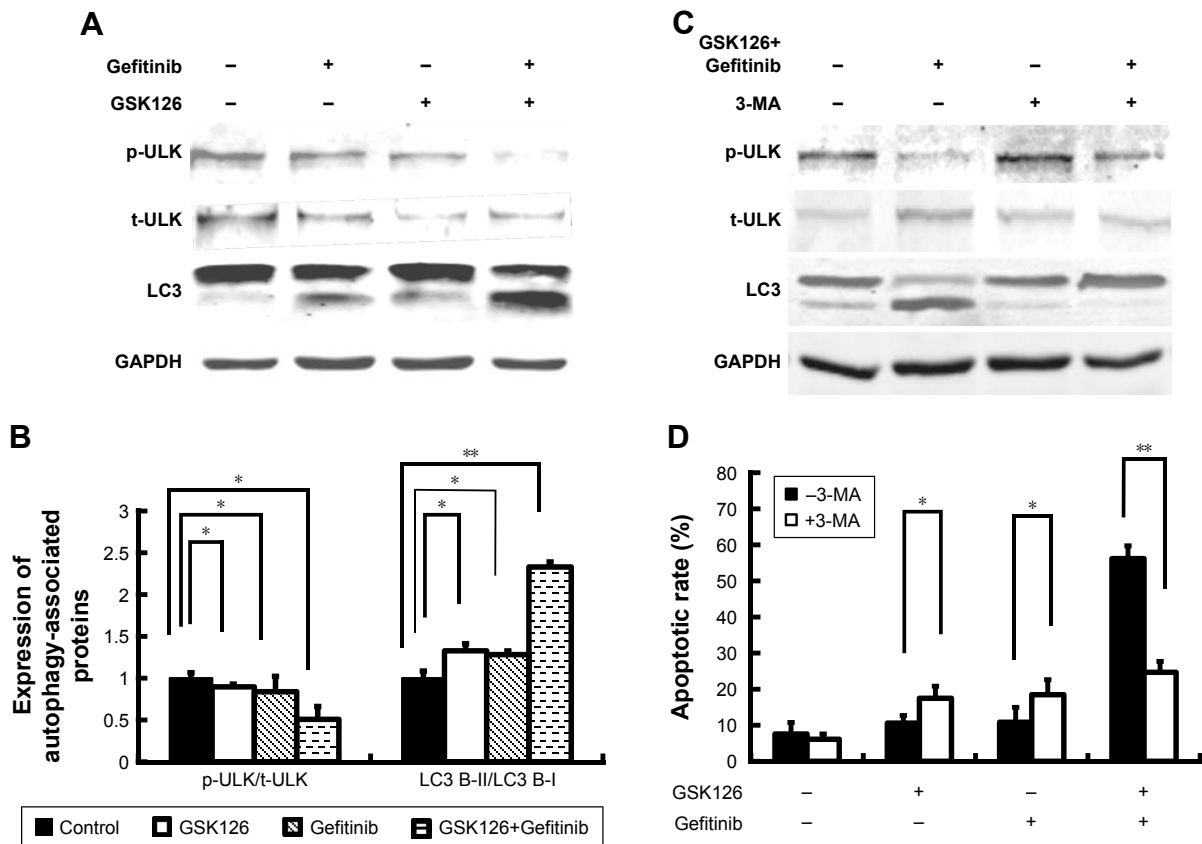 A
Gefitinib – + – +
GSK126 – – + +
p-ULK
t-ULK
LC3
GAPDH
C
GSK126+
Gefitinib – + – +
3-MA – – + +
p-ULK
t-ULK
LC3
GAPDH
B
Expression of
autophagy-associated
proteins
3
2.5
2
1.5
1
0.5
0
* * * * * **
p-ULK/t-ULK LC3 B-II/LC3 B-I
Control GSK126 Gefitinib GSK126+Gefitinib
D
Apoptotic rate (%)
80
70
60
50
40
30
20
10
0
–3-MA
+3-MA
* * **
GSK126 – + – +
Gefitinib – – + +